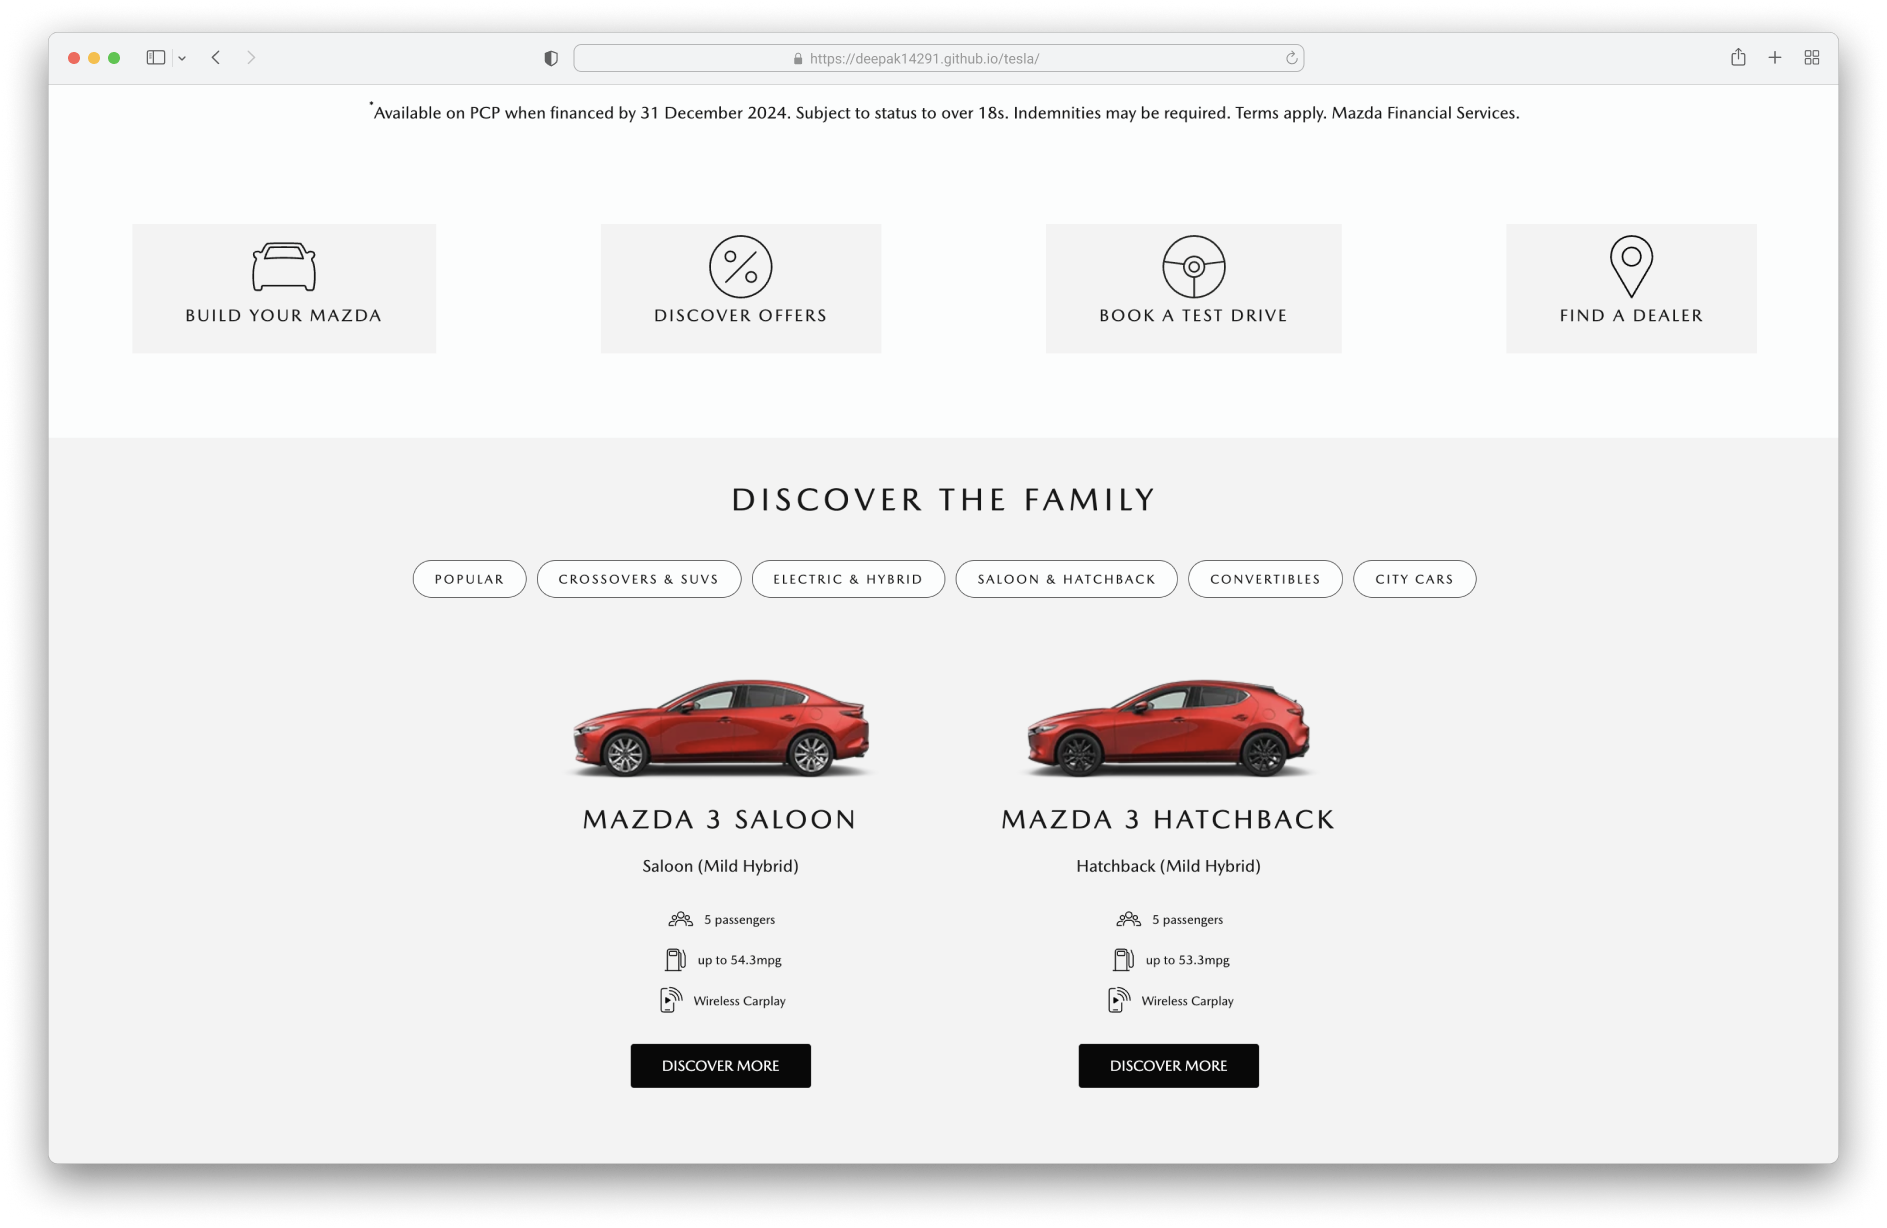 https://deepak14291.github.io/tesla/
*Available on PCP when financed by 31 December 2024. Subject to status to over 18s. Indemnities may be required. Terms apply. Mazda Financial Services.
BUILD YOUR MAZDA
DISCOVER OFFERS
BOOK A TEST DRIVE
FIND A DEALER
DISCOVER THE FAMILY
POPULAR
CROSSOVERS & SUVS
ELECTRIC & HYBRID
SALOON & HATCHBACK
CONVERTIBLES
CITY CARS
MAZDA 3 SALOON
Saloon (Mild Hybrid)
5 passengers
up to 54.3mpg
Wireless Carplay
DISCOVER MORE
MAZDA 3 HATCHBACK
Hatchback (Mild Hybrid)
5 passengers
up to 53.3mpg
Wireless Carplay
DISCOVER MORE